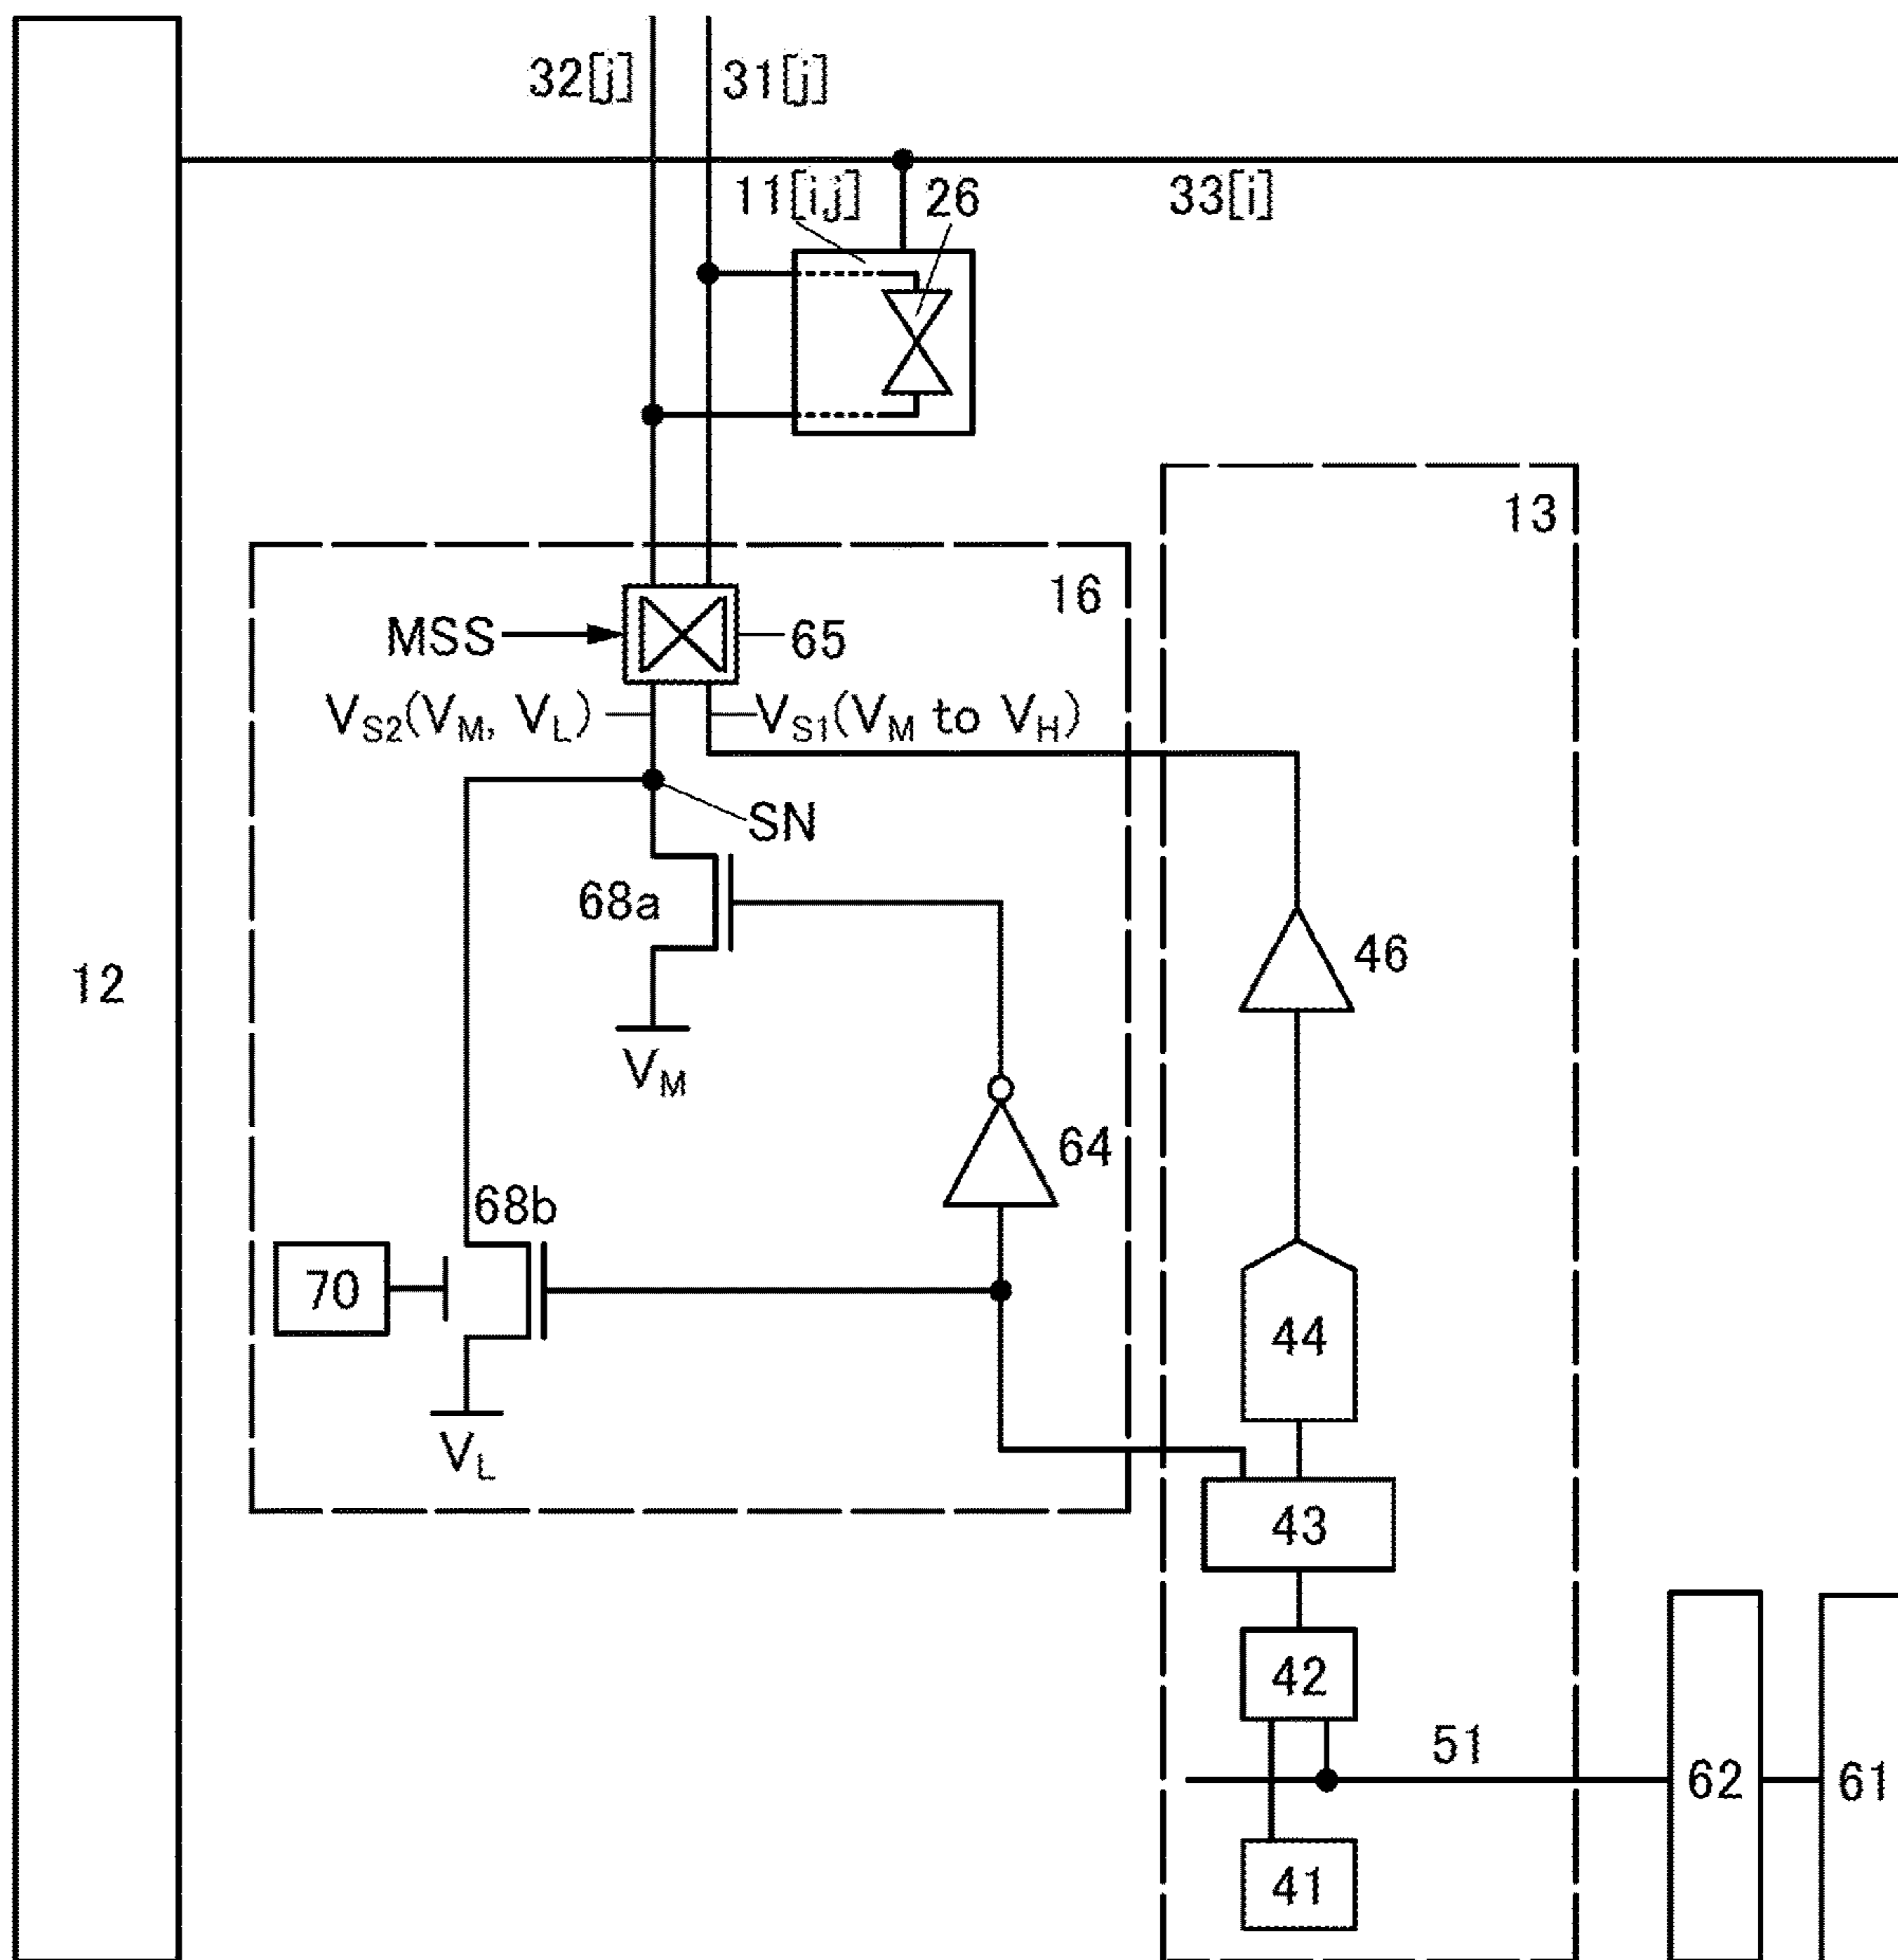 32[j] 31[j]
11[ij] 26 33[i]
13
16
MSS 65
VS2(VM, VL) VS1(VM to VH)
SN
68a
46
12
VM
64
68b
70
44
VL
43
42
51
62 61
41